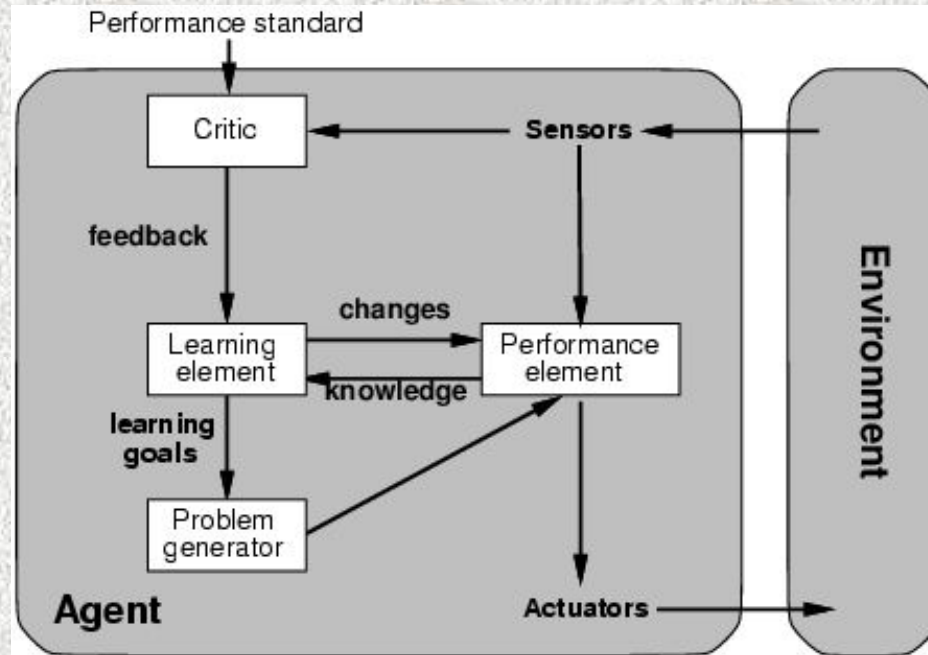 Performance standard
Critic
Sensors
feedback
changes
Learning
element
Performance
element
knowledge
learning
goals
Problem
generator
Agent
Actuators
Environment